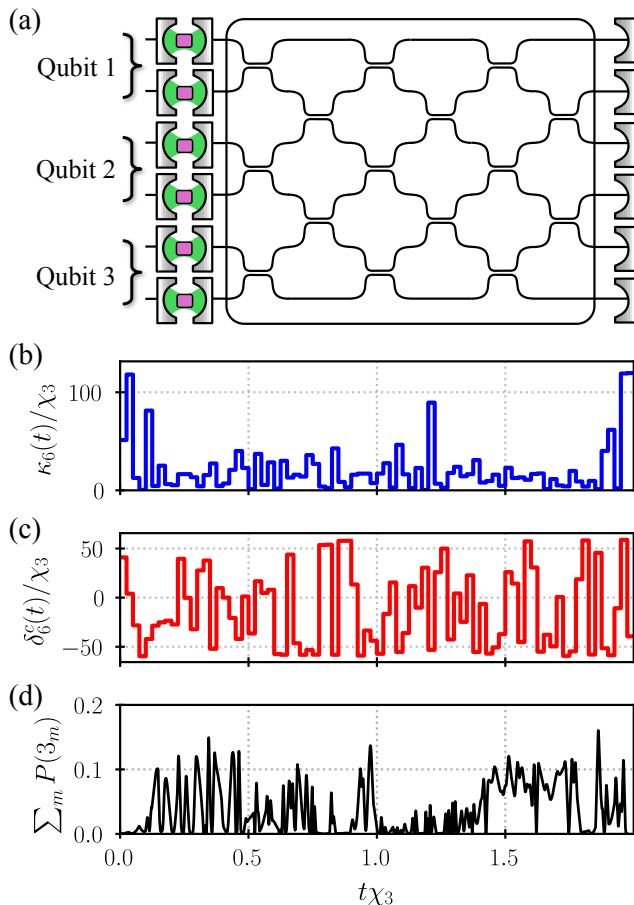 (a)
Qubit 1
Qubit 2
Qubit 3
(b)
κ₆(t)/χ₃
100
0
(c)
δ₆ᶜ(t)/χ₃
50
0
−50
(d)
∑ₘ P(3ₘ)
0.2
0.1
0.0
0.0 0.5 1.0 1.5
tχ₃